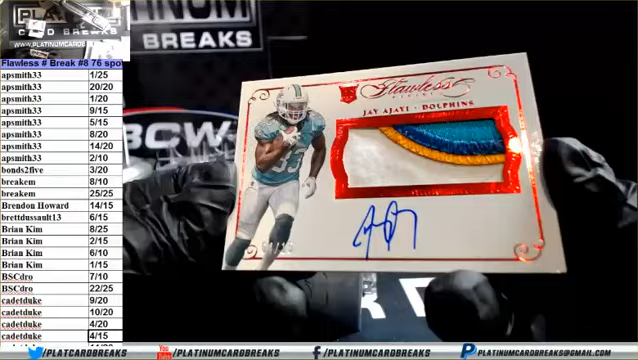 PLATINUM
CARD BREAKS
WWW.PLATINUMCARDBREAKS
BREAKS
Flawless # Break #8 76 spo
apsmith33 1/25
apsmith33 20/20
apsmith33 1/20
apsmith33 9/15
apsmith33 5/15
apsmith33 8/20
apsmith33 14/20
apsmith33 2/10
bonds2five 3/20
breakem 8/10
breakem 25/25
Brendon Howard 14/15
brettdussault13 6/15
Brian Kim 8/25
Brian Kim 2/15
Brian Kim 6/10
Brian Kim 1/15
BSCdro 7/10
BSCdro 22/25
cadetduke 9/20
cadetduke 10/20
cadetduke 4/20
cadetduke 4/15
BCW
Flawless
JAY AJAYI • DOLPHINS
/PLATCARDBREAKS
/PLATINUMCARDBREAKS
/PLATINUMCARDBREAKS
PLATINUMCARDBREAKS@GMAIL.COM